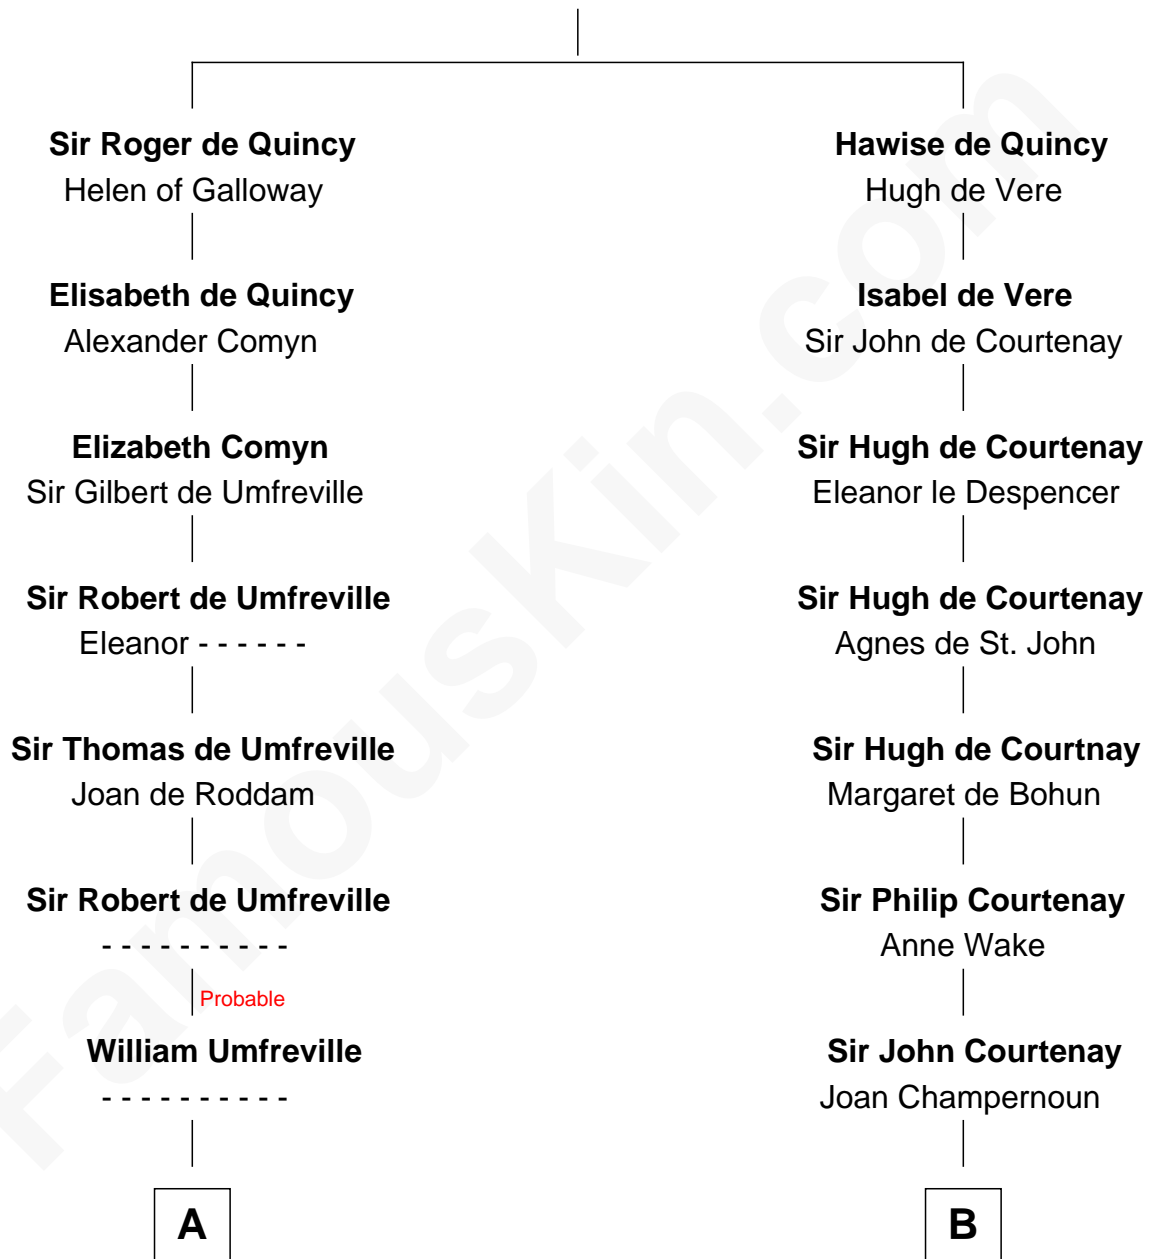 Sir Roger de Quincy
Helen of Galloway
Hawise de Quincy
Hugh de Vere
Elisabeth de Quincy
Alexander Comyn
Isabel de Vere
Sir John de Courtenay
Elizabeth Comyn
Sir Gilbert de Umfreville
Sir Hugh de Courtenay
Eleanor le Despencer
Sir Robert de Umfreville
Eleanor - - - - - -
Sir Hugh de Courtenay
Agnes de St. John
Sir Thomas de Umfreville
Joan de Roddam
Sir Hugh de Courtnay
Margaret de Bohun
Sir Robert de Umfreville
- - - - - - - - - -
Probable
Sir Philip Courtenay
Anne Wake
William Umfreville
- - - - - - - - - -
Sir John Courtenay
Joan Champernoun
A
B
FamousKin.com